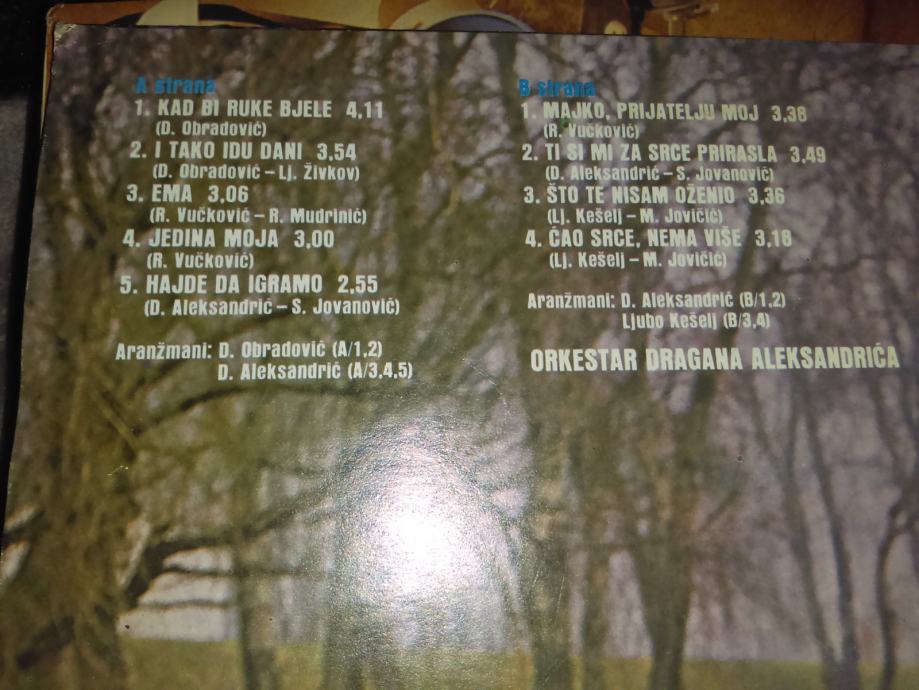 A strana
1. KAD BI RUKE BJELE 4,11
(D. Obradović)
2. I TAKO IDU DANI 3,54
(D. Obradović – Lj. Živkov)
3. EMA 3,06
(R. Vučković – R. Mudrinić)
4. JEDINA MOJA 3,00
(R. Vučković)
5. HAJDE DA IGRAMO 2,55
(D. Aleksandrić – S. Jovanović)
Aranžmani: D. Obradović (A/1,2)
D. Aleksandrić (A/3,4,5)
B strana
1. MAJKO, PRIJATELJU MOJ 3,38
(R. Vučković)
2. TI SI MI ZA SRCE PRIRASLA 3,49
(D. Aleksandrić – S. Jovanović)
3. ŠTO TE NISAM OŽENIO 3,36
(Lj. Kešelj – M. Jovičić)
4. ĆAO SRCE, NEMA VIŠE 3,18
(Lj. Kešelj – M. Jovičić)
Aranžmani: D. Aleksandrić (B/1,2)
Ljubo Kešelj (B/3,4)
ORKESTAR DRAGANA ALEKSANDRIĆA